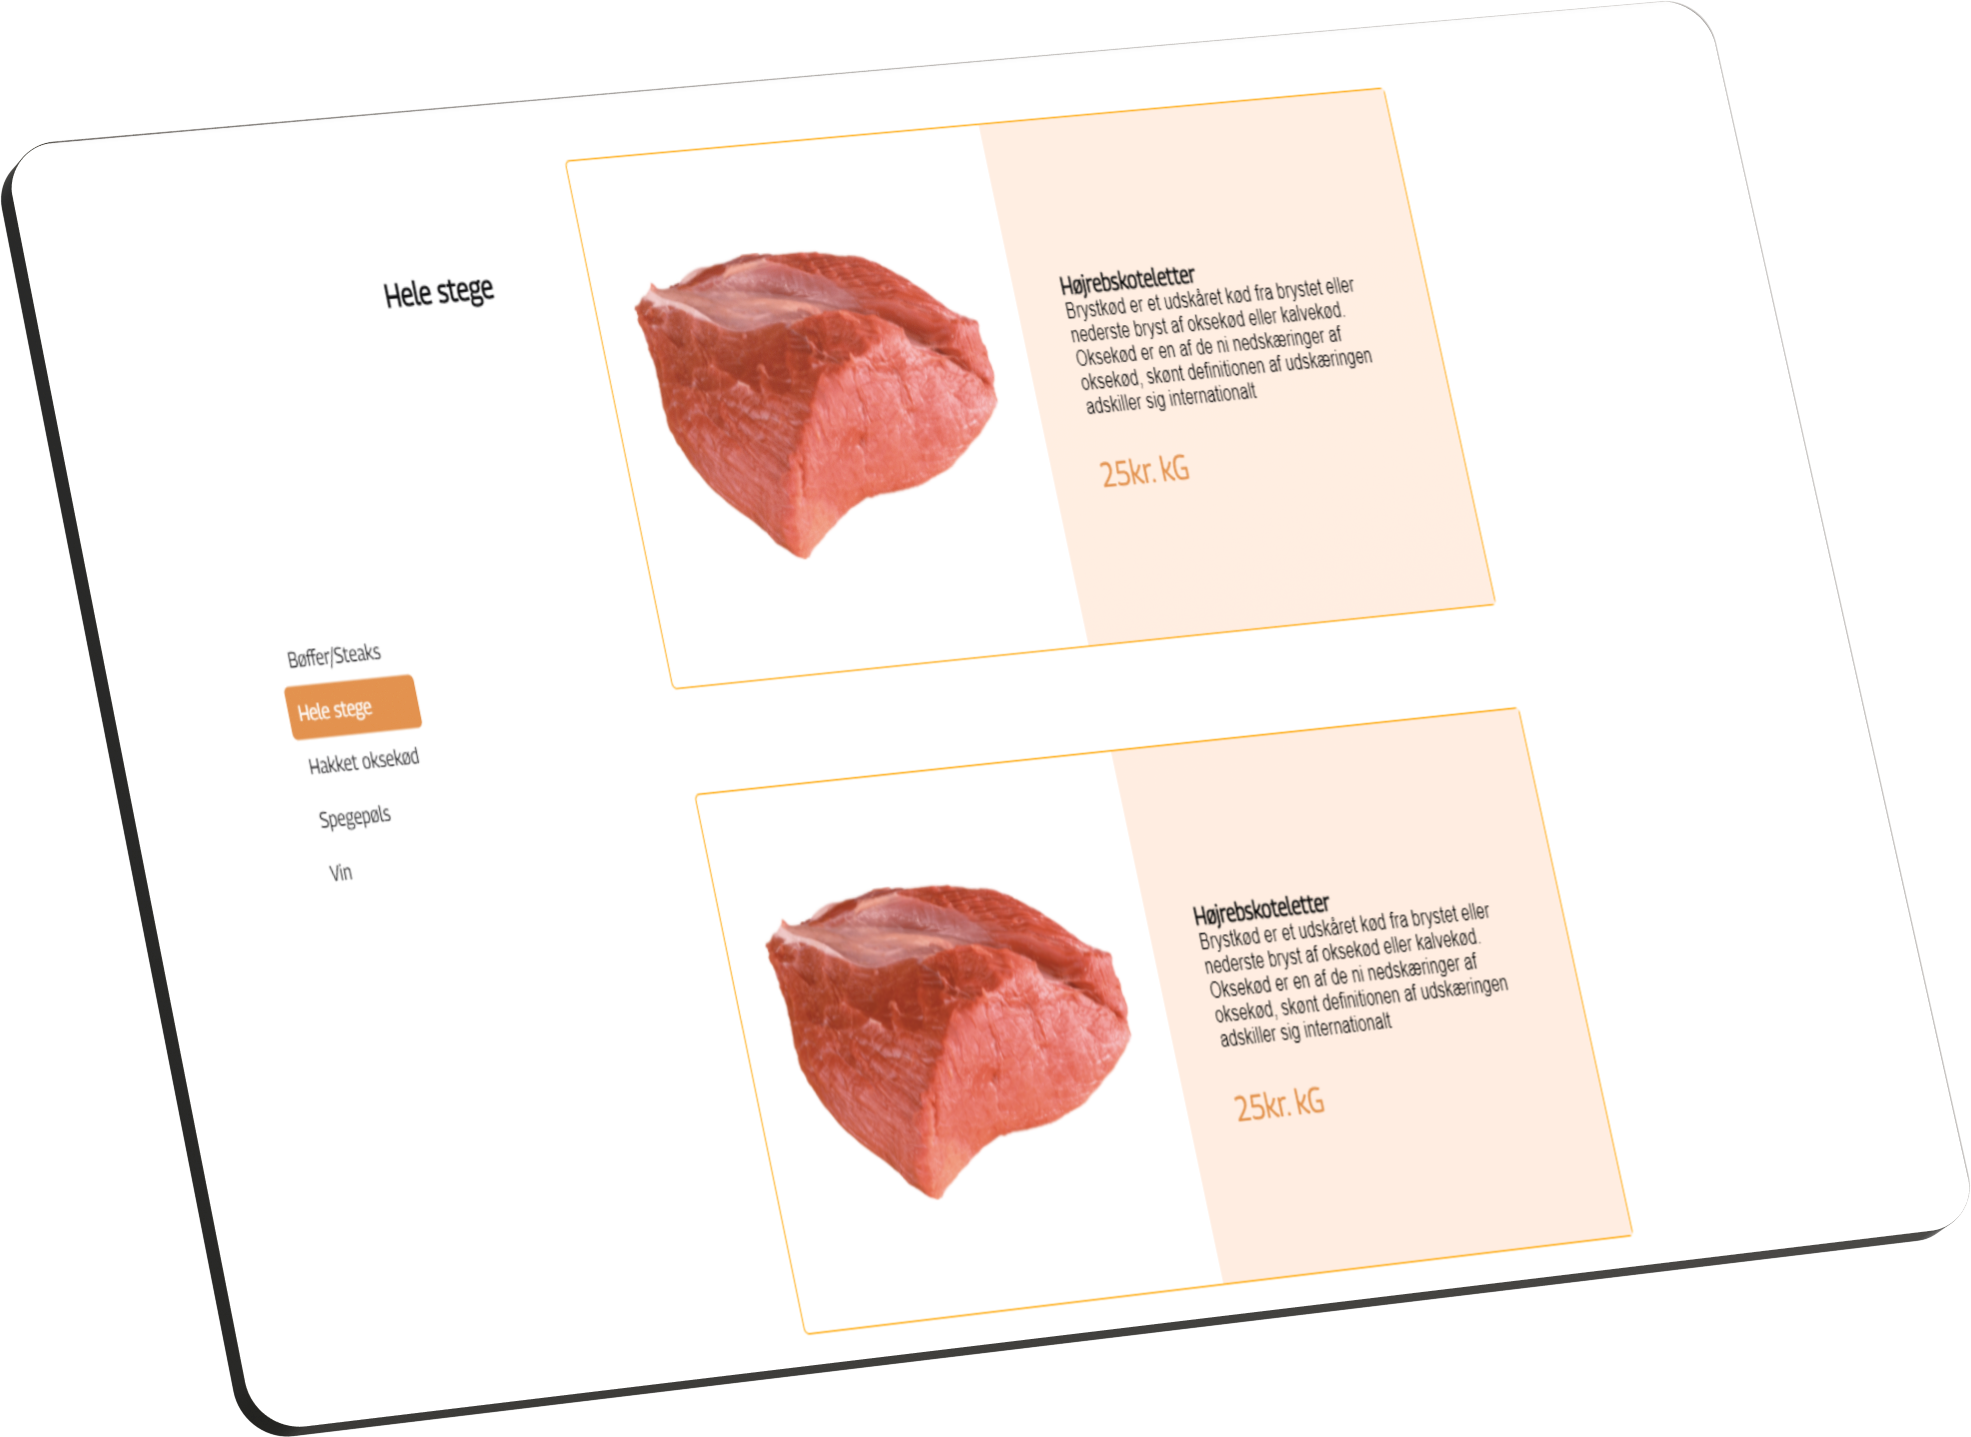 Hele stege
Højrebskoteletter
Brystkød er et udskåret kød fra brystet eller
nederste bryst af oksekød eller kalvekød.
Oksekød er en af de ni nedskæringer af
oksekød, skønt definitionen af udskæringen
adskiller sig internationalt
25kr. kG
Bøffer/Steaks
Hele stege
Hakket oksekød
Spegepøls
Vin
Højrebskoteletter
Brystkød er et udskåret kød fra brystet eller
nederste bryst af oksekød eller kalvekød.
Oksekød er en af de ni nedskæringer af
oksekød, skønt definitionen af udskæringen
adskiller sig internationalt
25kr. kG